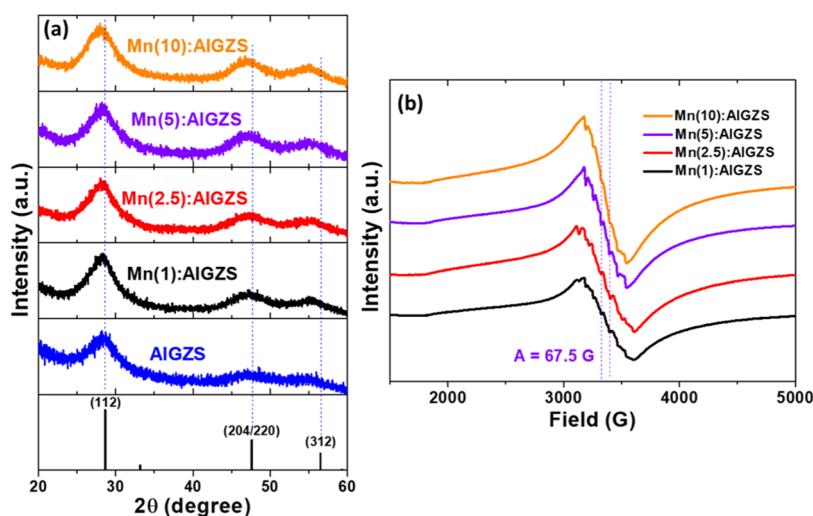 (a)
Mn(10):AIGZS
Mn(5):AIGZS
Mn(2.5):AIGZS
Mn(1):AIGZS
AIGZS
(112)
(204/220)
(312)
20 30 40 50 60
2θ (degree)
Intensity (a.u.)
(b)
Mn(10):AIGZS
Mn(5):AIGZS
Mn(2.5):AIGZS
Mn(1):AIGZS
A = 67.5 G
2000 3000 4000 5000
Field (G)
Intensity (a.u.)